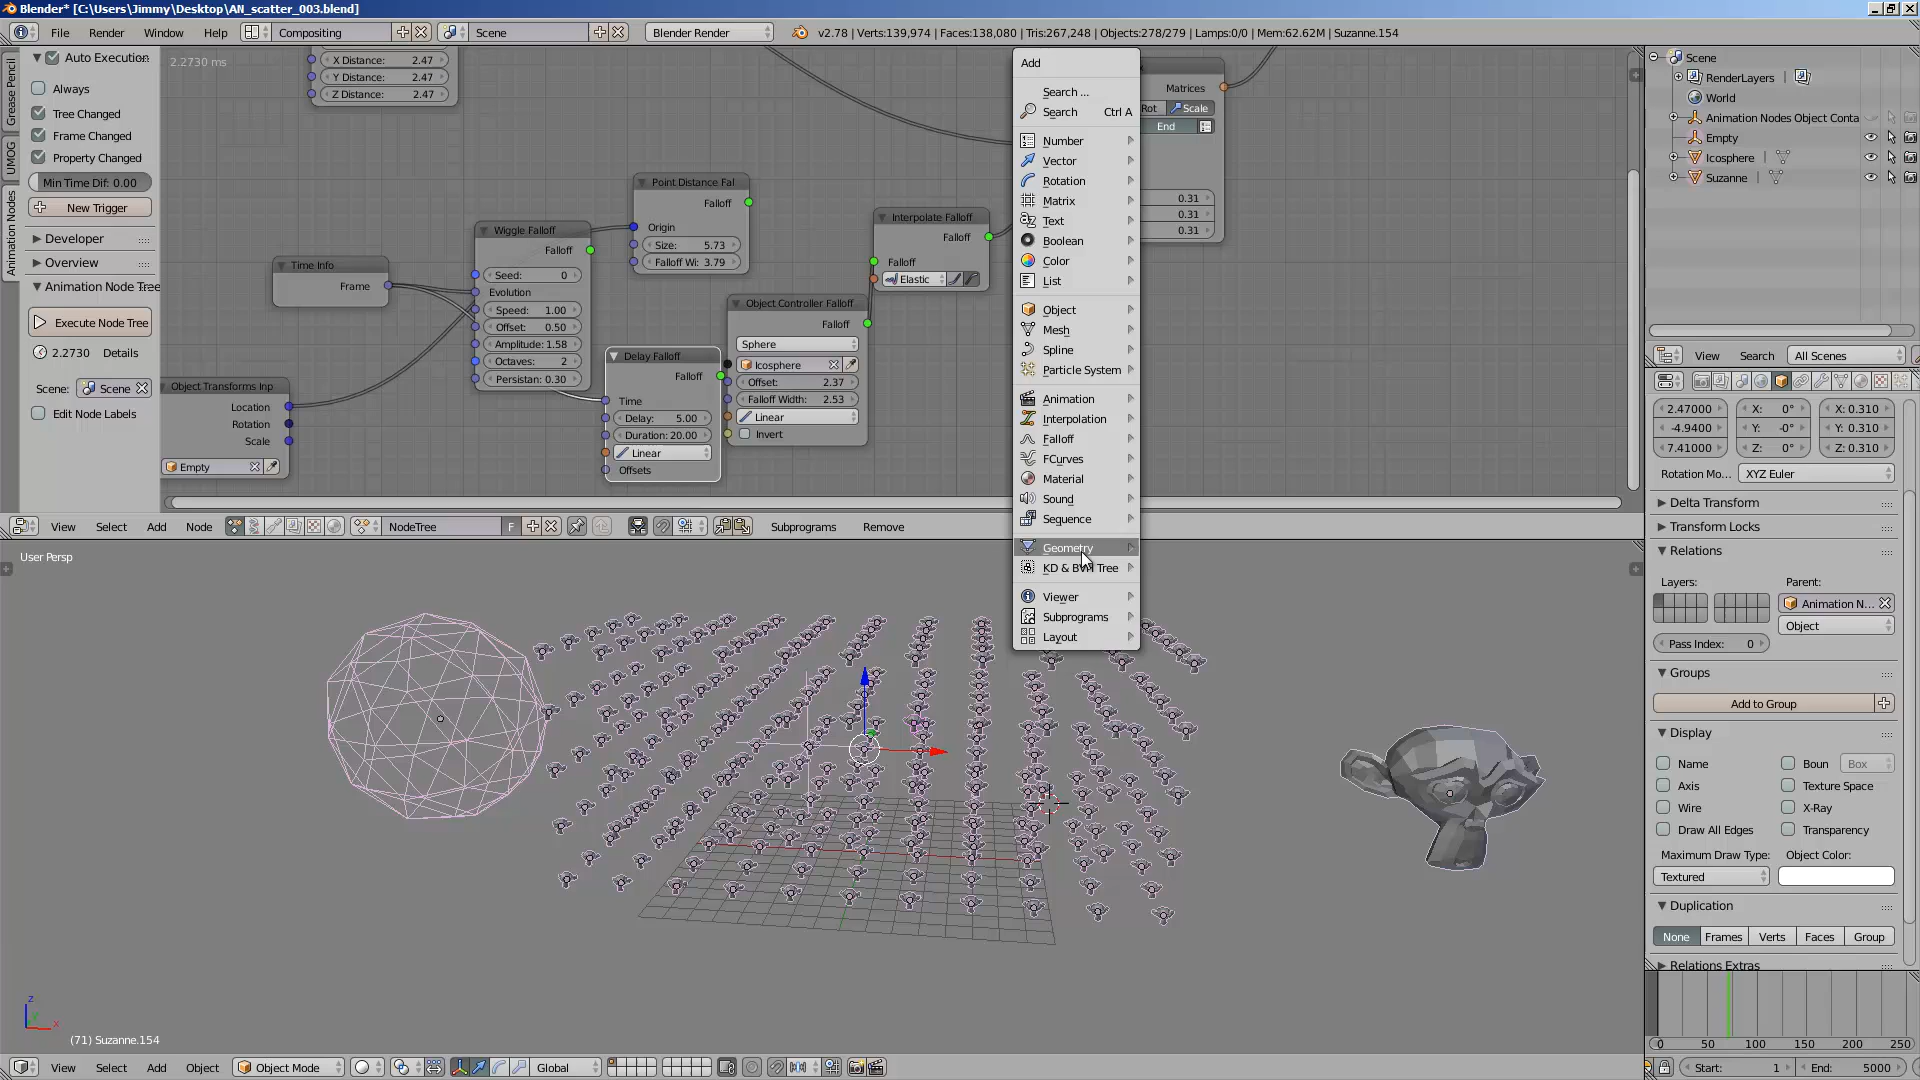 Blender* [C:\Users\Jimmy\Desktop\AN_scatter_003.blend]
File Render Window Help Compositing Scene Blender Render v2.78 | Verts:139,974 | Faces:138,080 | Tris:267,248 | Objects:278/279 | Lamps:0/0 | Mem:62.62M | Suzanne.154
Grease Pencil
UMOG
Animation Nodes
Auto Execution
Always
Tree Changed
Frame Changed
Property Changed
Min Time Dif: 0.00
New Trigger
Developer
Overview
Animation Node Tree
Execute Node Tree
2.2730 Details
Scene: Scene
Edit Node Labels
2.2730 ms
X Distance: 2.47
Y Distance: 2.47
Z Distance: 2.47
Time Info
Frame
Object Transforms Inp
Location
Rotation
Scale
Empty
Wiggle Falloff
Falloff
Seed: 0
Evolution
Speed: 1.00
Offset: 0.50
Amplitude: 1.58
Octaves: 2
Persistan: 0.30
Point Distance Fal
Falloff
Origin
Size: 5.73
Falloff Wi: 3.79
Delay Falloff
Falloff
Time
Delay: 5.00
Duration: 20.00
Linear
Offsets
Object Controller Falloff
Falloff
Sphere
Icosphere
Offset: 2.37
Falloff Width: 2.53
Linear
Invert
Interpolate Falloff
Falloff
Falloff
Elastic
Matrices
Rot Scale
End
0.31
0.31
0.31
Add
Search ...
Search Ctrl A
Number
Vector
Rotation
Matrix
Text
Boolean
Color
List
Object
Mesh
Spline
Particle System
Animation
Interpolation
Falloff
FCurves
Material
Sound
Sequence
Geometry
KD & BVH Tree
Viewer
Subprograms
Layout
View Select Add Node NodeTree F Subprograms Remove
User Persp
z
y
x
(71) Suzanne.154
View Select Add Object Object Mode Global
Scene
RenderLayers
World
Animation Nodes Object Conta
Empty
Icosphere
Suzanne
View Search All Scenes
2.47000 X: 0° X: 0.310
-4.9400 Y: -0° Y: 0.310
7.41000 Z: 0° Z: 0.310
Rotation Mo... XYZ Euler
Delta Transform
Transform Locks
Relations
Layers: Parent:
Animation N...
Object
Pass Index: 0
Groups
Add to Group
Display
Name Boun Box
Axis Texture Space
Wire X-Ray
Draw All Edges Transparency
Maximum Draw Type: Object Color:
Textured
Duplication
None Frames Verts Faces Group
Relations Extras
0 50 100 150 200 250
Start: 1 End: 5000